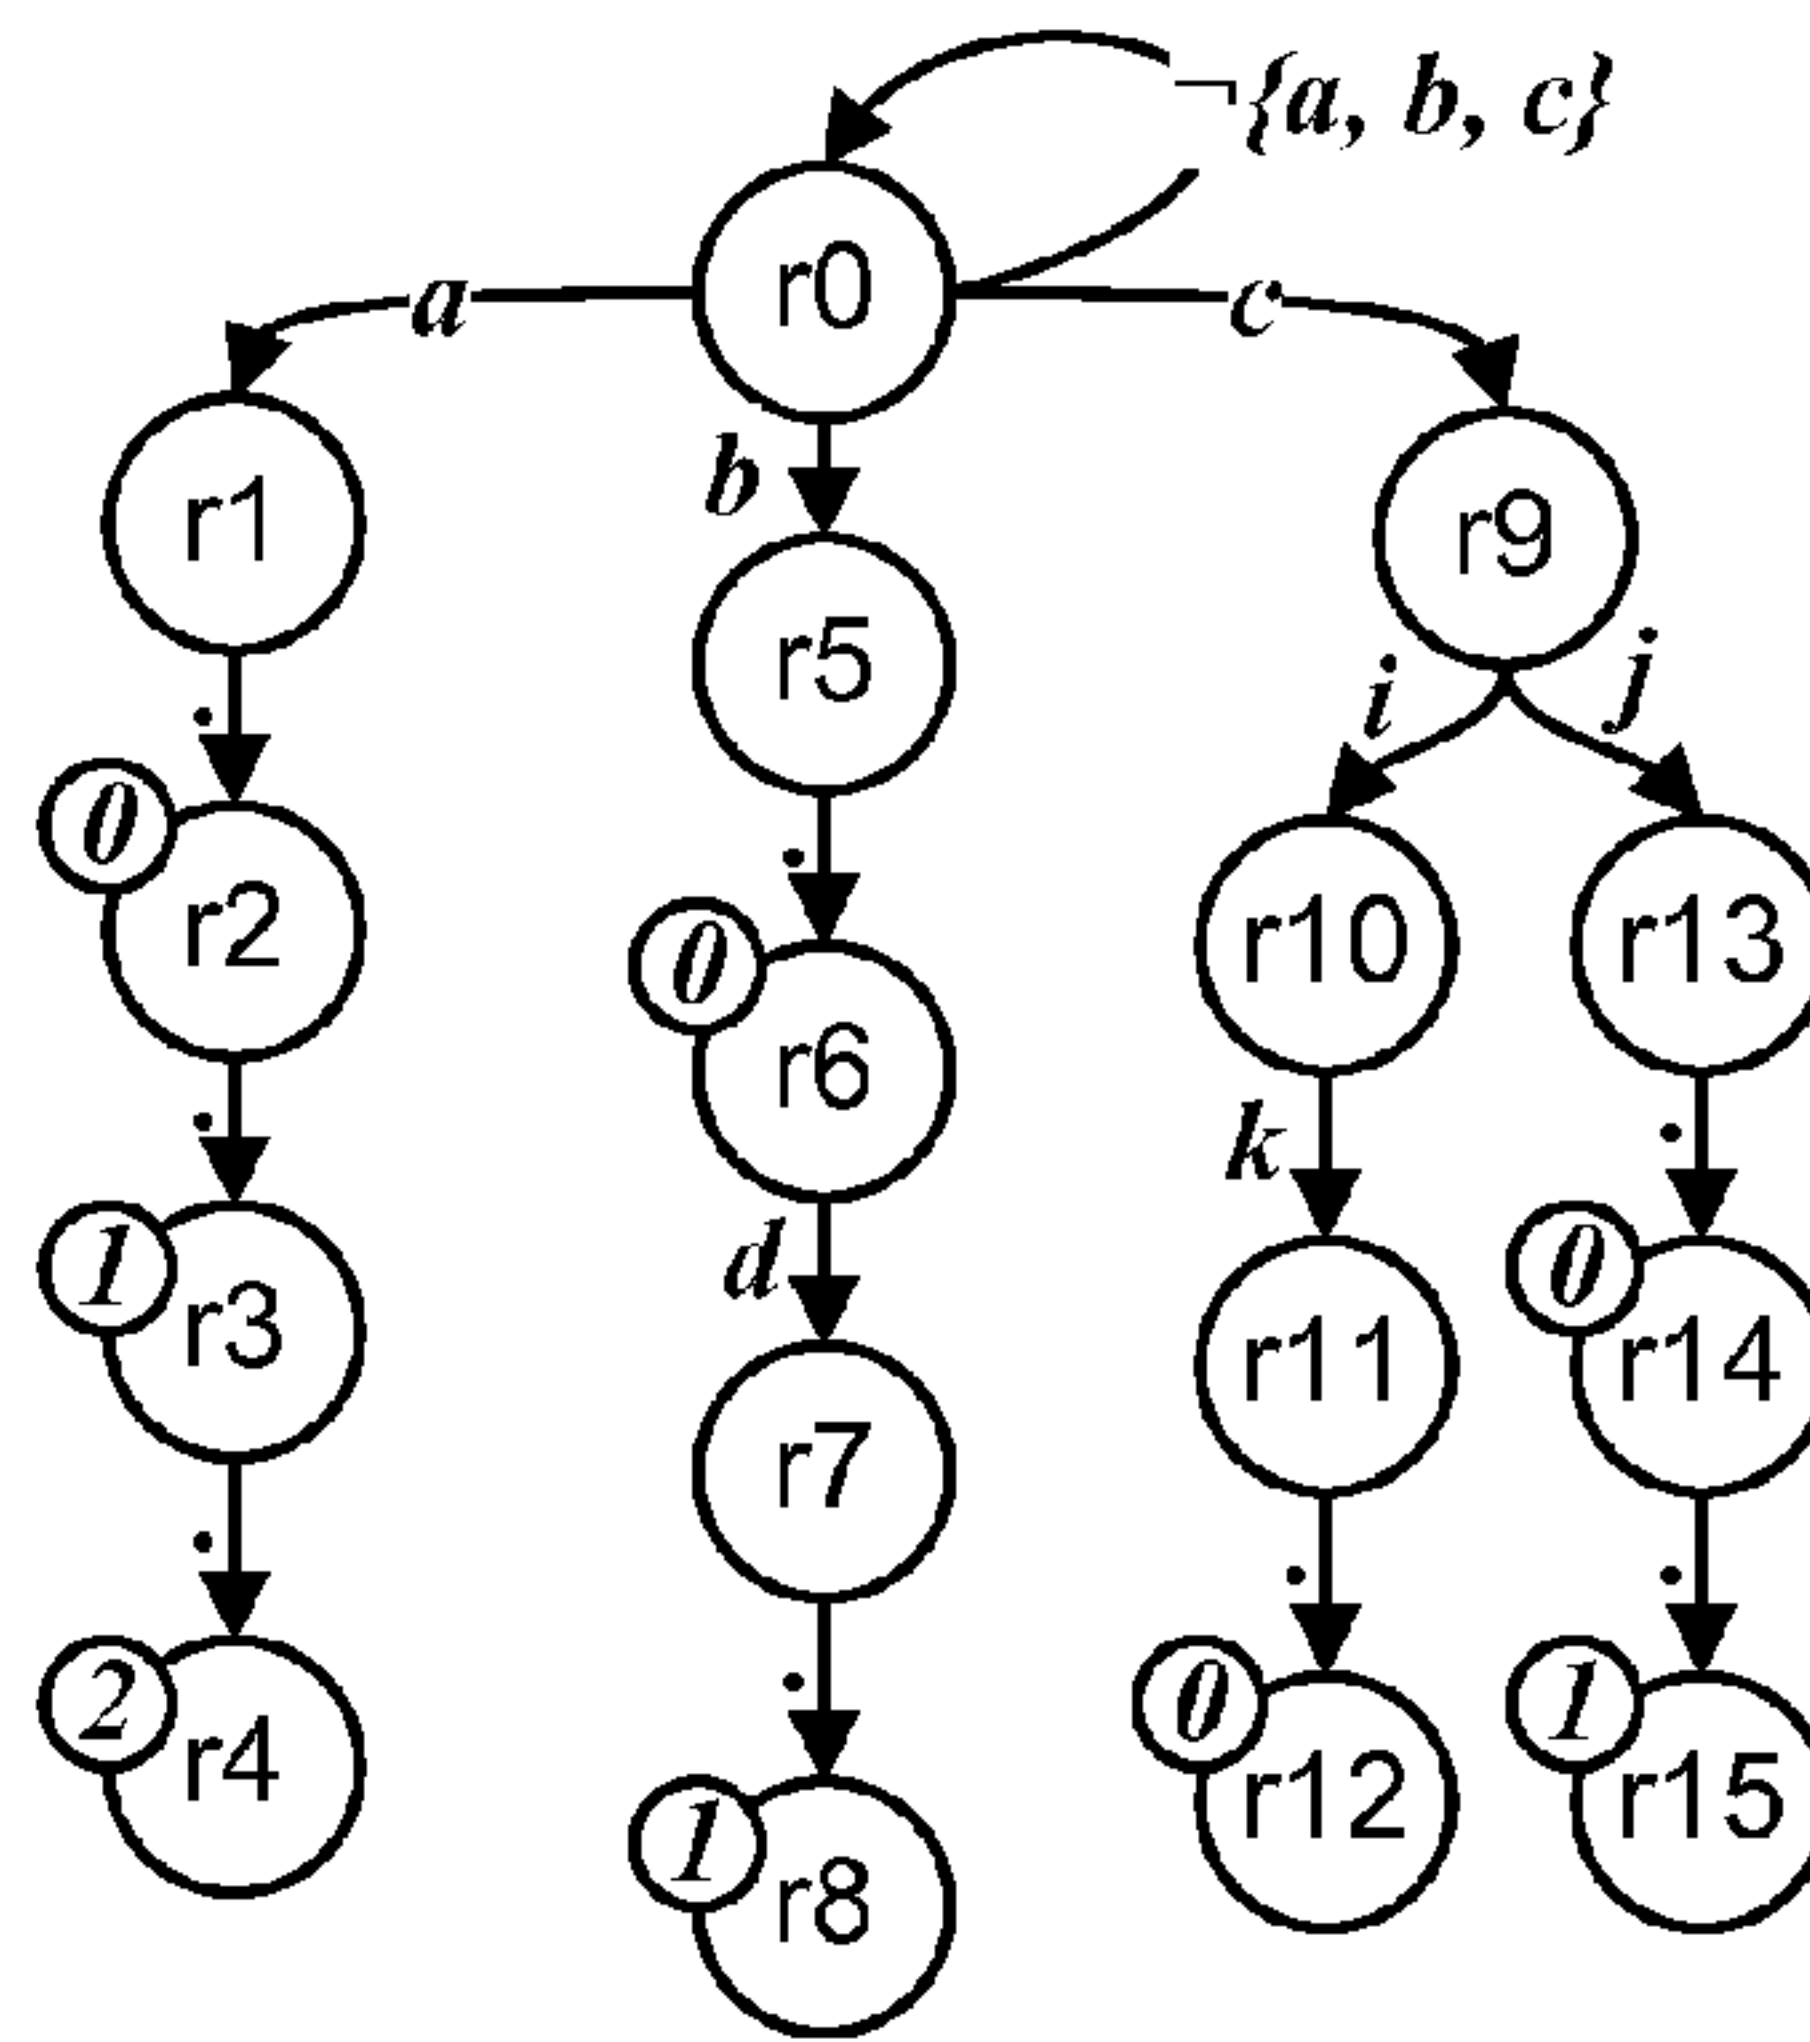 ¬{a, b, c}
r0
a
c
b
r1
r9
r5
i
j
.
0
r2
.
0
r6
r10
r13
.
k
.
1
r3
d
0
r11
r14
r7
.
.
.
2
r4
.
0
r12
1
r15
1
r8